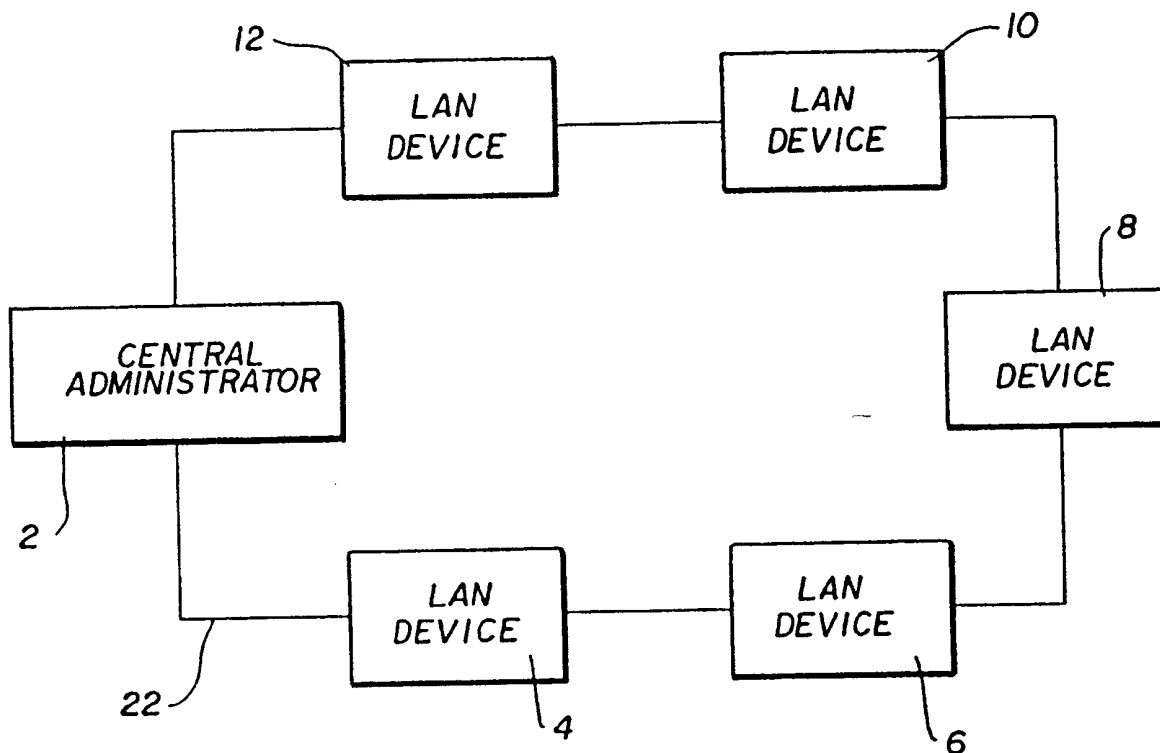 12
LAN
DEVICE
10
LAN
DEVICE
8
LAN
DEVICE
CENTRAL
ADMINISTRATOR
2
LAN
DEVICE
4
LAN
DEVICE
6
22